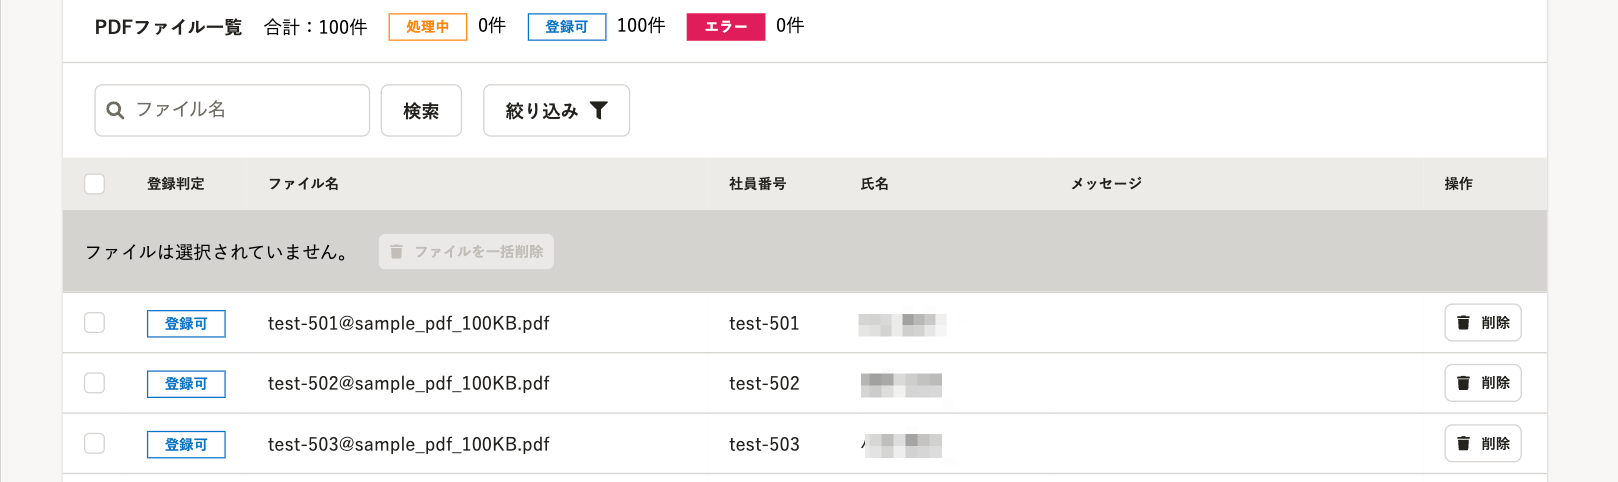 PDFファイル一覧 合計：100件 処理中 0件 登録可 100件 エラー 0件
ファイル名 検索 絞り込み
登録判定 ファイル名 社員番号 氏名 メッセージ 操作
ファイルは選択されていません。 ファイルを一括削除
登録可 test-501@sample_pdf_100KB.pdf test-501 削除
登録可 test-502@sample_pdf_100KB.pdf test-502 削除
登録可 test-503@sample_pdf_100KB.pdf test-503 削除